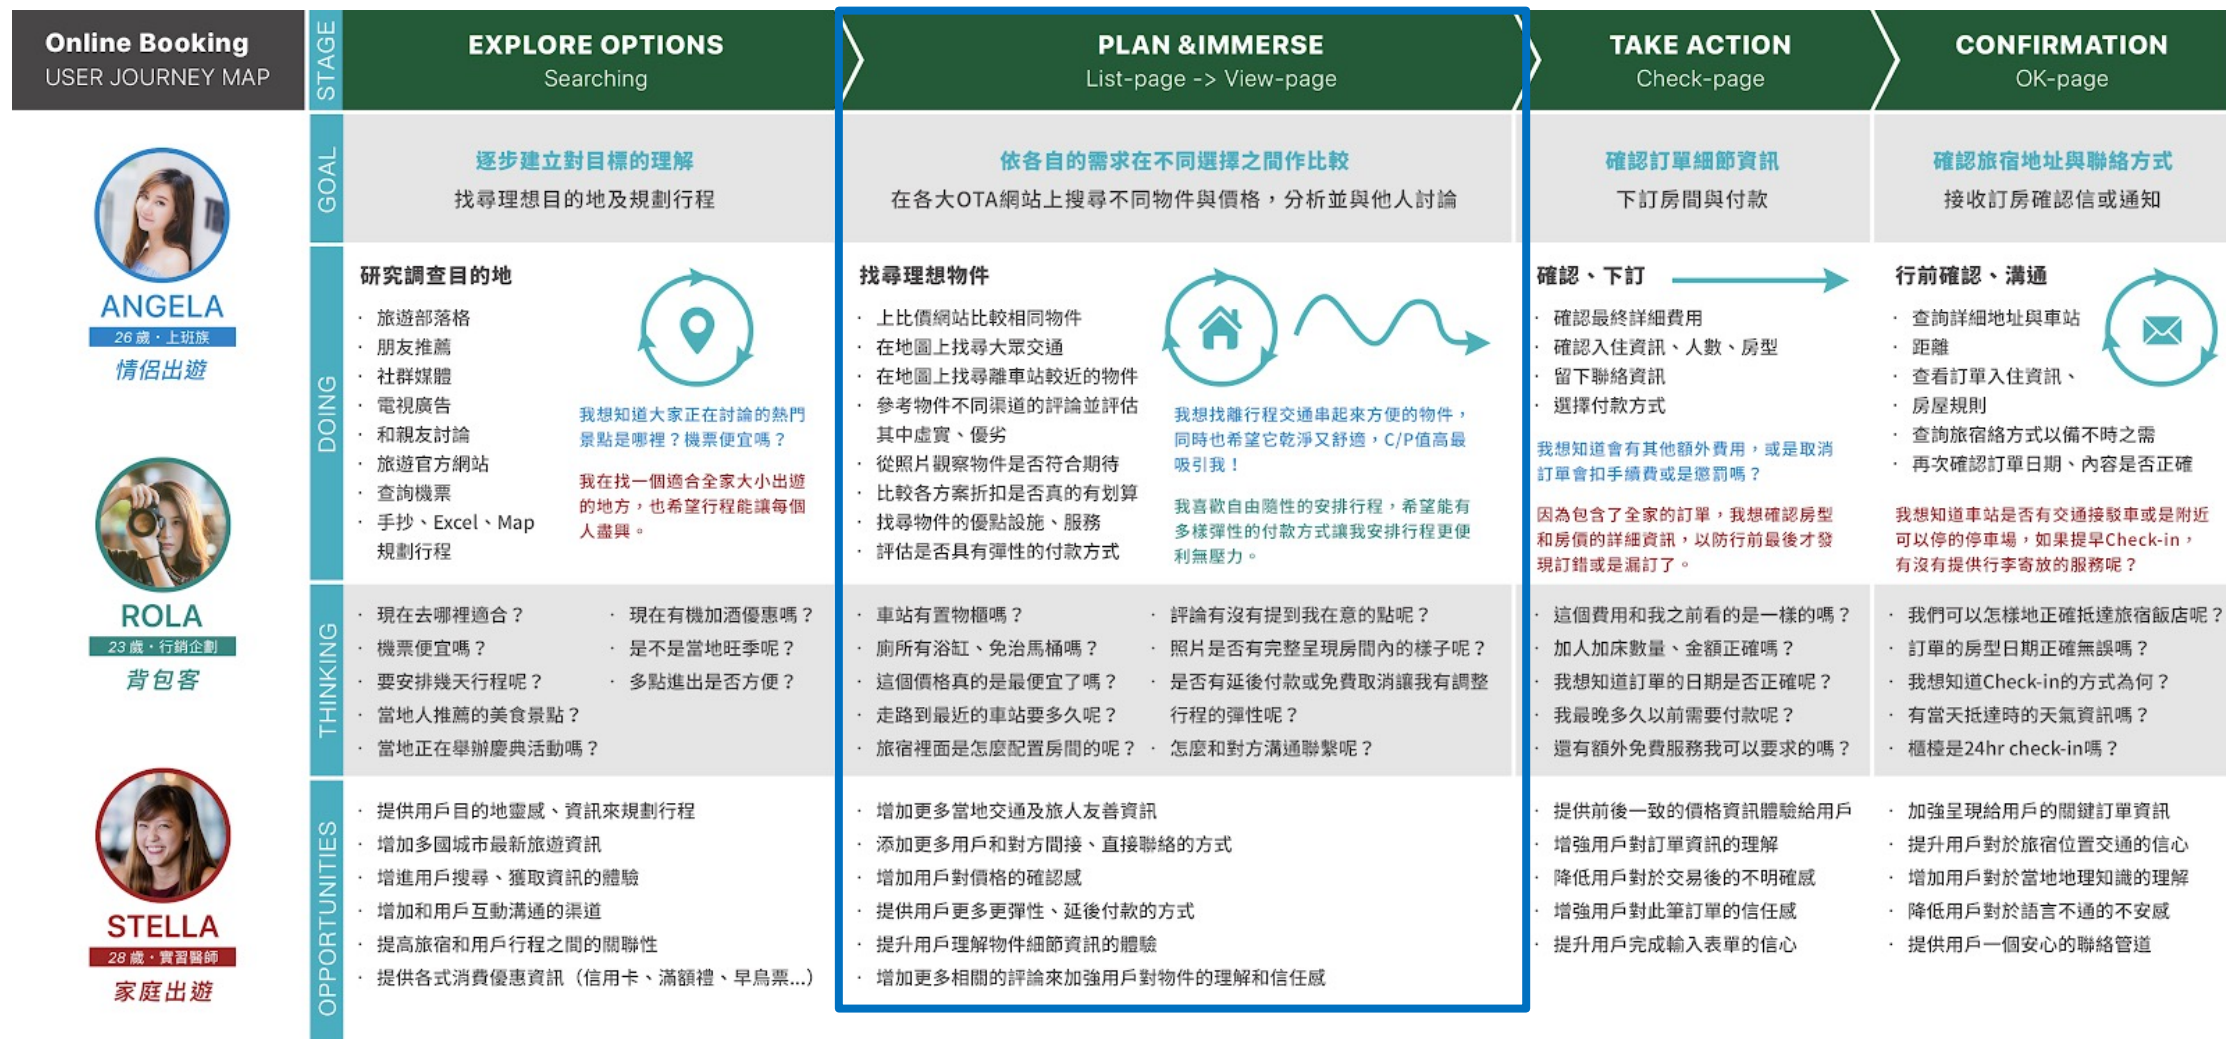 Online Booking
USER JOURNEY MAP
ANGELA
26 歲・上班族
情侶出遊
ROLA
23 歲・行銷企劃
背包客
STELLA
28 歲・實習醫師
家庭出遊
STAGE
EXPLORE OPTIONS
Searching
PLAN &IMMERSE
List-page -> View-page
TAKE ACTION
Check-page
CONFIRMATION
OK-page
GOAL
逐步建立對目標的理解
找尋理想目的地及規劃行程
依各自的需求在不同選擇之間作比較
在各大OTA網站上搜尋不同物件與價格，分析並與他人討論
確認訂單細節資訊
下訂房間與付款
確認旅宿地址與聯絡方式
接收訂房確認信或通知
DOING
研究調查目的地
· 旅遊部落格
· 朋友推薦
· 社群媒體
· 電視廣告
· 和親友討論
· 旅遊官方網站
· 查詢機票
· 手抄、Excel、Map
規劃行程
我想知道大家正在討論的熱門
景點是哪裡？機票便宜嗎？
我在找一個適合全家大小出遊
的地方，也希望行程能讓每個
人盡興。
找尋理想物件
· 上比價網站比較相同物件
· 在地圖上找尋大眾交通
· 在地圖上找尋離車站較近的物件
· 參考物件不同渠道的評論並評估
其中虛實、優劣
· 從照片觀察物件是否符合期待
· 比較各方案折扣是否真的有划算
· 找尋物件的優點設施、服務
· 評估是否具有彈性的付款方式
我想找離行程交通串起來方便的物件，
同時也希望它乾淨又舒適，C/P值高最
吸引我！
我喜歡自由隨性的安排行程，希望能有
多樣彈性的付款方式讓我安排行程更便
利無壓力。
確認、下訂
· 確認最終詳細費用
· 確認入住資訊、人數、房型
· 留下聯絡資訊
· 選擇付款方式
我想知道會有其他額外費用，或是取消
訂單會扣手續費或是懲罰嗎？
因為包含了全家的訂單，我想確認房型
和房價的詳細資訊，以防行前最後才發
現訂錯或是漏訂了。
行前確認、溝通
· 查詢詳細地址與車站
· 距離
· 查看訂單入住資訊、
· 房屋規則
· 查詢旅宿絡方式以備不時之需
· 再次確認訂單日期、內容是否正確
我想知道車站是否有交通接駁車或是附近
可以停的停車場，如果提早Check-in，
有沒有提供行李寄放的服務呢？
THINKING
· 現在去哪裡適合？
· 機票便宜嗎？
· 要安排幾天行程呢？
· 當地人推薦的美食景點？
· 當地正在舉辦慶典活動嗎？
· 現在有機加酒優惠嗎？
· 是不是當地旺季呢？
· 多點進出是否方便？
· 車站有置物櫃嗎？
· 廁所有浴缸、免治馬桶嗎？
· 這個價格真的是最便宜了嗎？
· 走路到最近的車站要多久呢？
· 旅宿裡面是怎麼配置房間的呢？
· 評論有沒有提到我在意的點呢？
· 照片是否有完整呈現房間內的樣子呢？
· 是否有延後付款或免費取消讓我有調整
行程的彈性呢？
· 怎麼和對方溝通聯繫呢？
· 這個費用和我之前看的是一樣的嗎？
· 加人加床數量、金額正確嗎？
· 我想知道訂單的日期是否正確呢？
· 我最晚多久以前需要付款呢？
· 還有額外免費服務我可以要求的嗎？
· 我們可以怎樣地正確抵達旅宿飯店呢？
· 訂單的房型日期正確無誤嗎？
· 我想知道Check-in的方式為何？
· 有當天抵達時的天氣資訊嗎？
· 櫃檯是24hr check-in嗎？
OPPORTUNITIES
· 提供用戶目的地靈感、資訊來規劃行程
· 增加多國城市最新旅遊資訊
· 增進用戶搜尋、獲取資訊的體驗
· 增加和用戶互動溝通的渠道
· 提高旅宿和用戶行程之間的關聯性
· 提供各式消費優惠資訊（信用卡、滿額禮、早鳥票...）
· 增加更多當地交通及旅人友善資訊
· 添加更多用戶和對方間接、直接聯絡的方式
· 增加用戶對價格的確認感
· 提供用戶更多更彈性、延後付款的方式
· 提升用戶理解物件細節資訊的體驗
· 增加更多相關的評論來加強用戶對物件的理解和信任感
· 提供前後一致的價格資訊體驗給用戶
· 增強用戶對訂單資訊的理解
· 降低用戶對於交易後的不明確感
· 增強用戶對此筆訂單的信任感
· 提升用戶完成輸入表單的信心
· 加強呈現給用戶的關鍵訂單資訊
· 提升用戶對於旅宿位置交通的信心
· 增加用戶對於當地地理知識的理解
· 降低用戶對於語言不通的不安感
· 提供用戶一個安心的聯絡管道